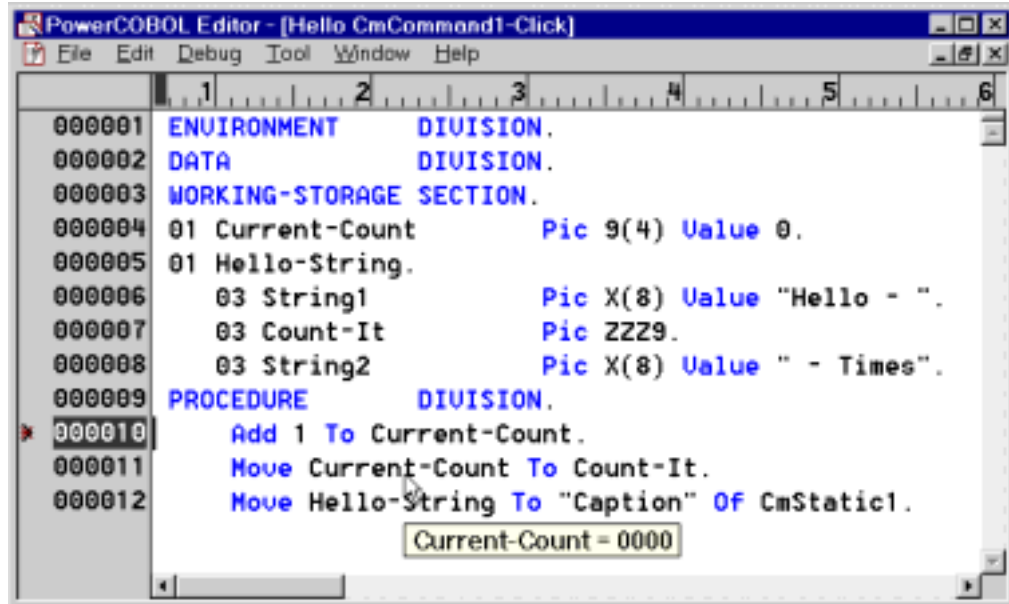 PowerCOBOL Editor - [Hello CmCommand1-Click]
File Edit Debug Tool Window Help
1 2 3 4 5 6
000001 ENVIRONMENT DIVISION.
000002 DATA DIVISION.
000003 WORKING-STORAGE SECTION.
000004 01 Current-Count Pic 9(4) Value 0.
000005 01 Hello-String.
000006 03 String1 Pic X(8) Value "Hello - ".
000007 03 Count-It Pic ZZZ9.
000008 03 String2 Pic X(8) Value " - Times".
000009 PROCEDURE DIVISION.
000010 Add 1 To Current-Count.
000011 Move Current-Count To Count-It.
000012 Move Hello-String To "Caption" Of CmStatic1.
Current-Count = 0000